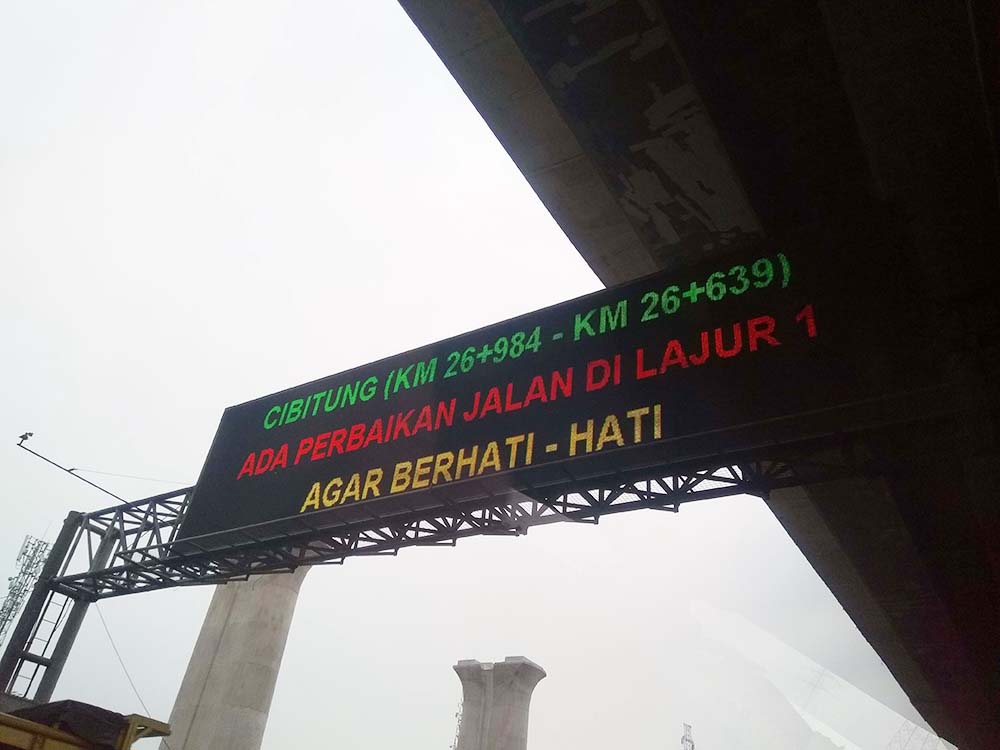 CIBITUNG (KM 26+984 - KM 26+639)
ADA PERBAIKAN JALAN DI LAJUR 1
AGAR BERHATI - HATI